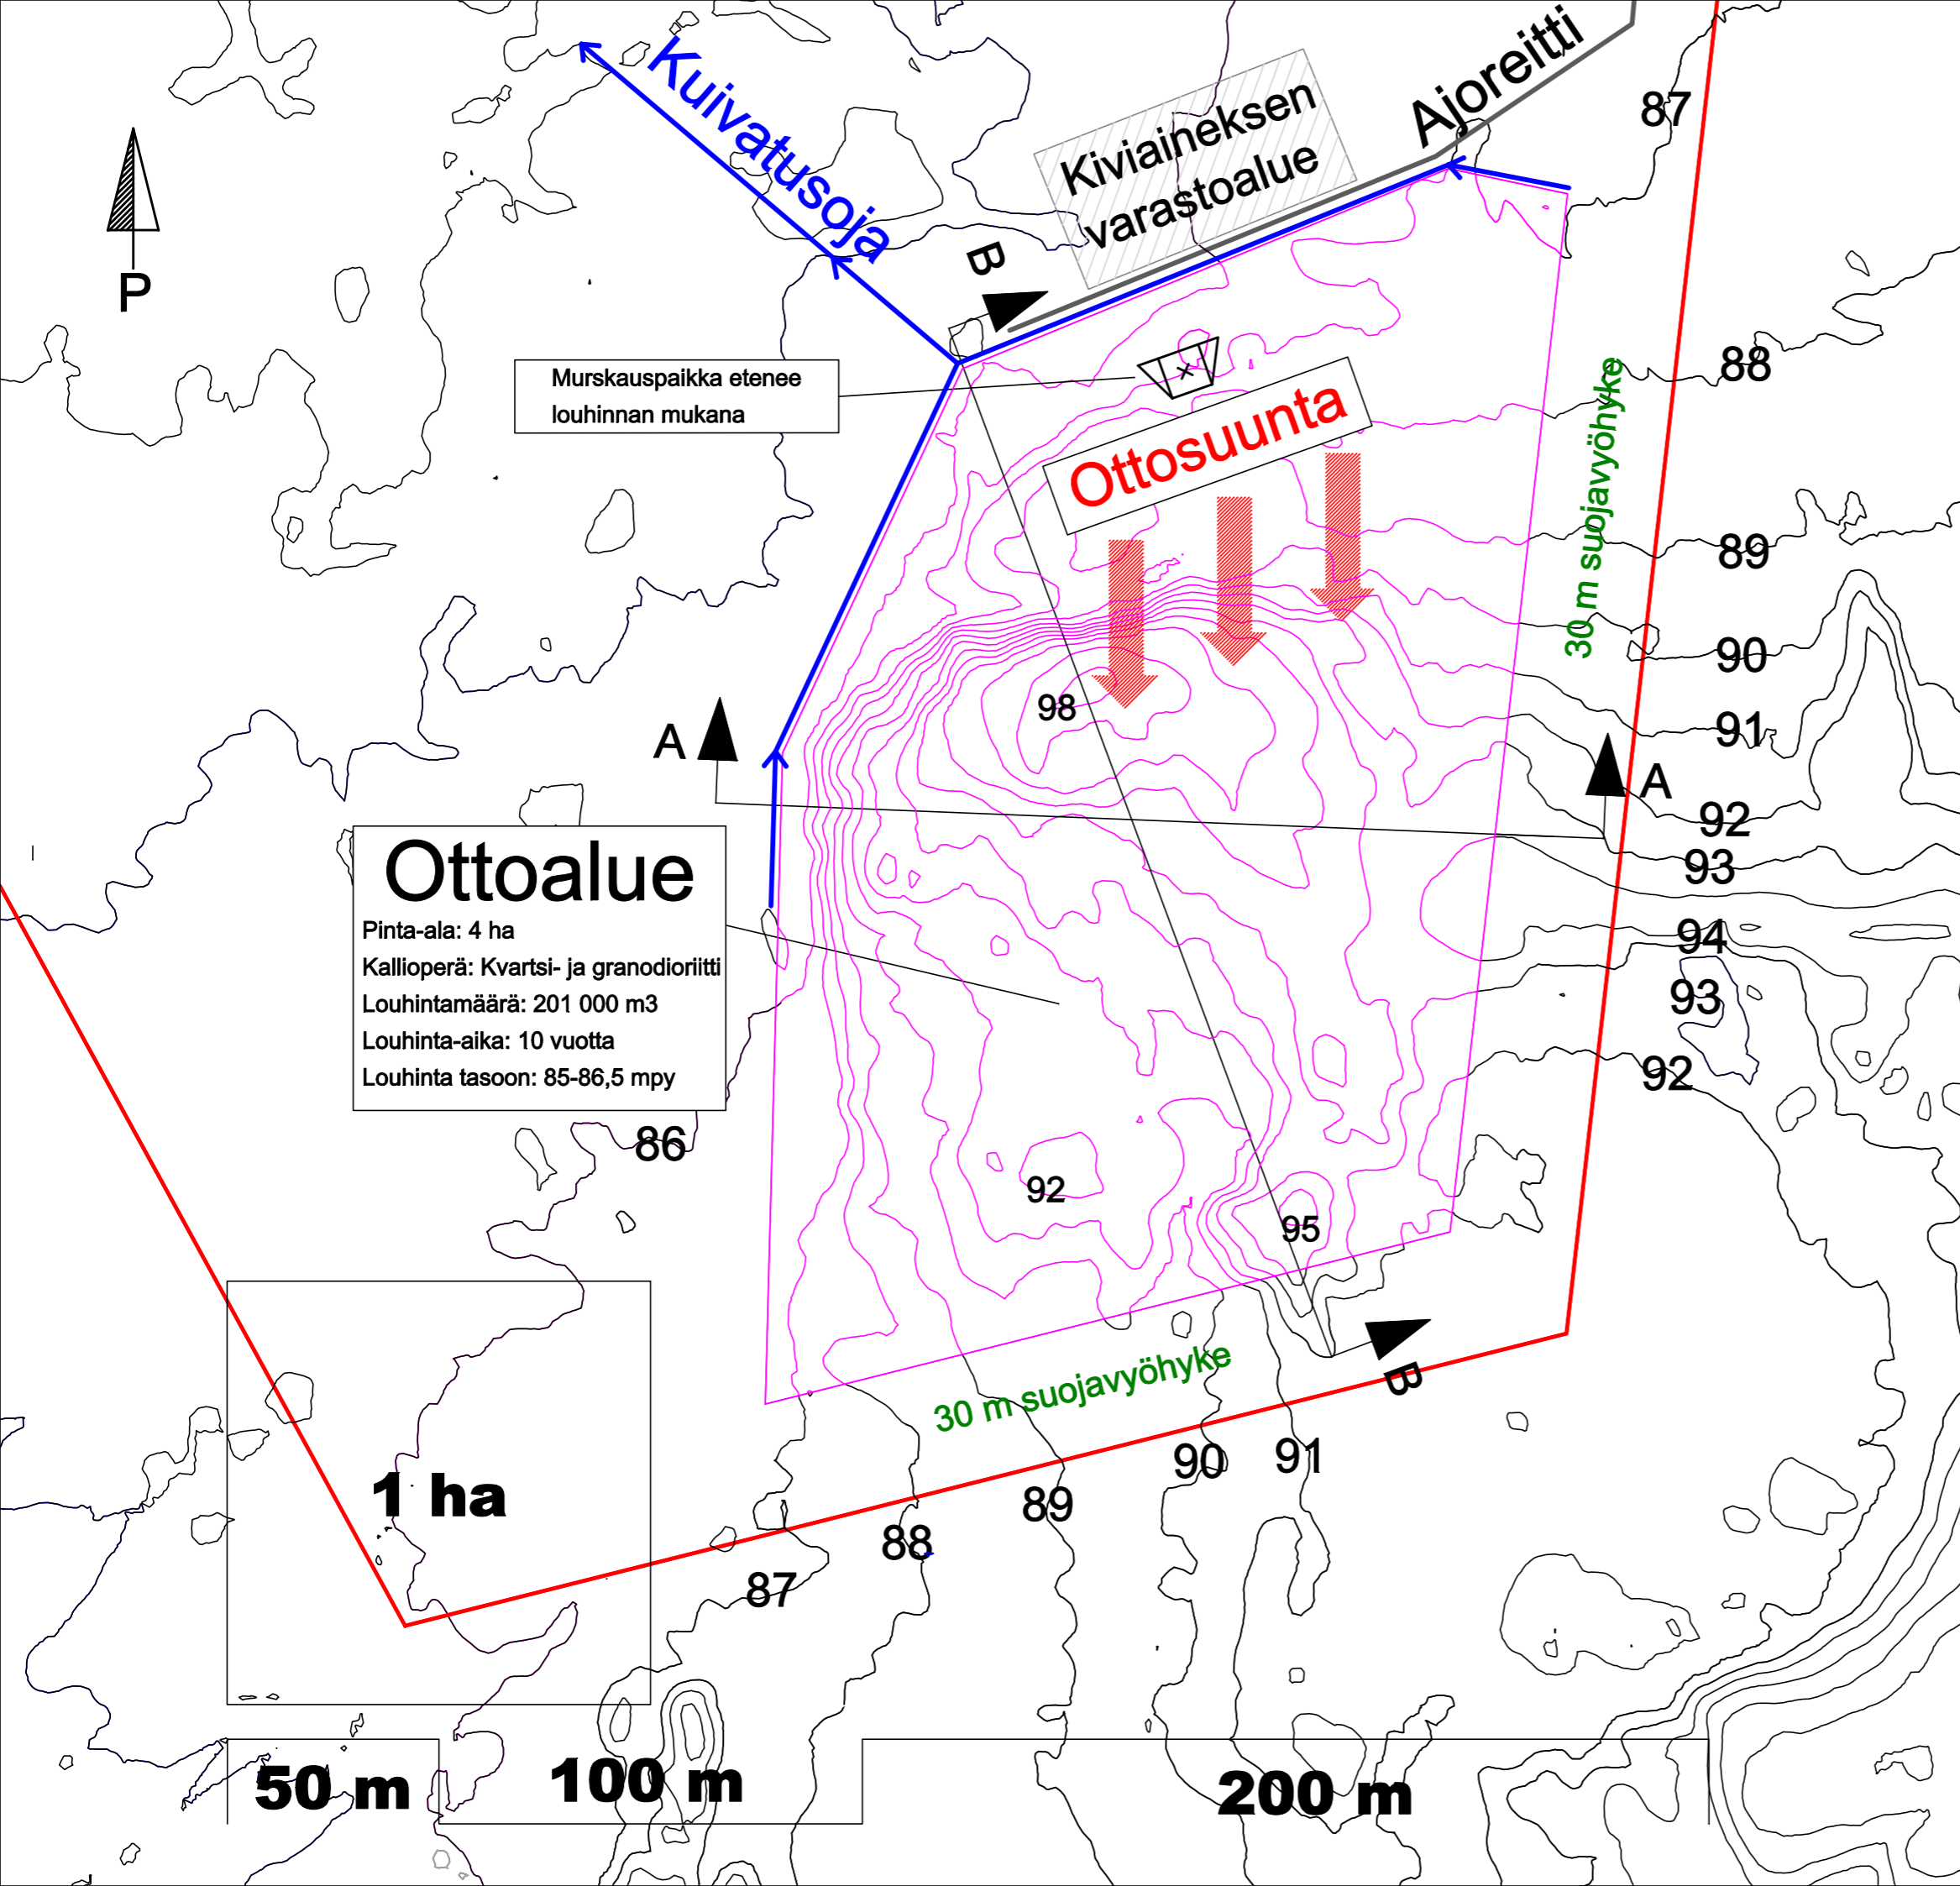 Kuivatusoja
Kiviaineksen
varastoalue
Ajoreitti
87
P
B
88
Murskauspaikka etenee
louhinnan mukana
Ottosuunta
30 m suojavyöhyke
89
90
98
91
A
A
92
93
Ottoalue
Pinta-ala: 4 ha
Kallioperä: Kvartsi- ja granodioriitti
Louhintamäärä: 201 000 m3
Louhinta-aika: 10 vuotta
Louhinta tasoon: 85-86,5 mpy
94
93
92
86
92
95
30 m suojavyöhyke
B
90
91
89
88
87
1 ha
50 m
100 m
200 m